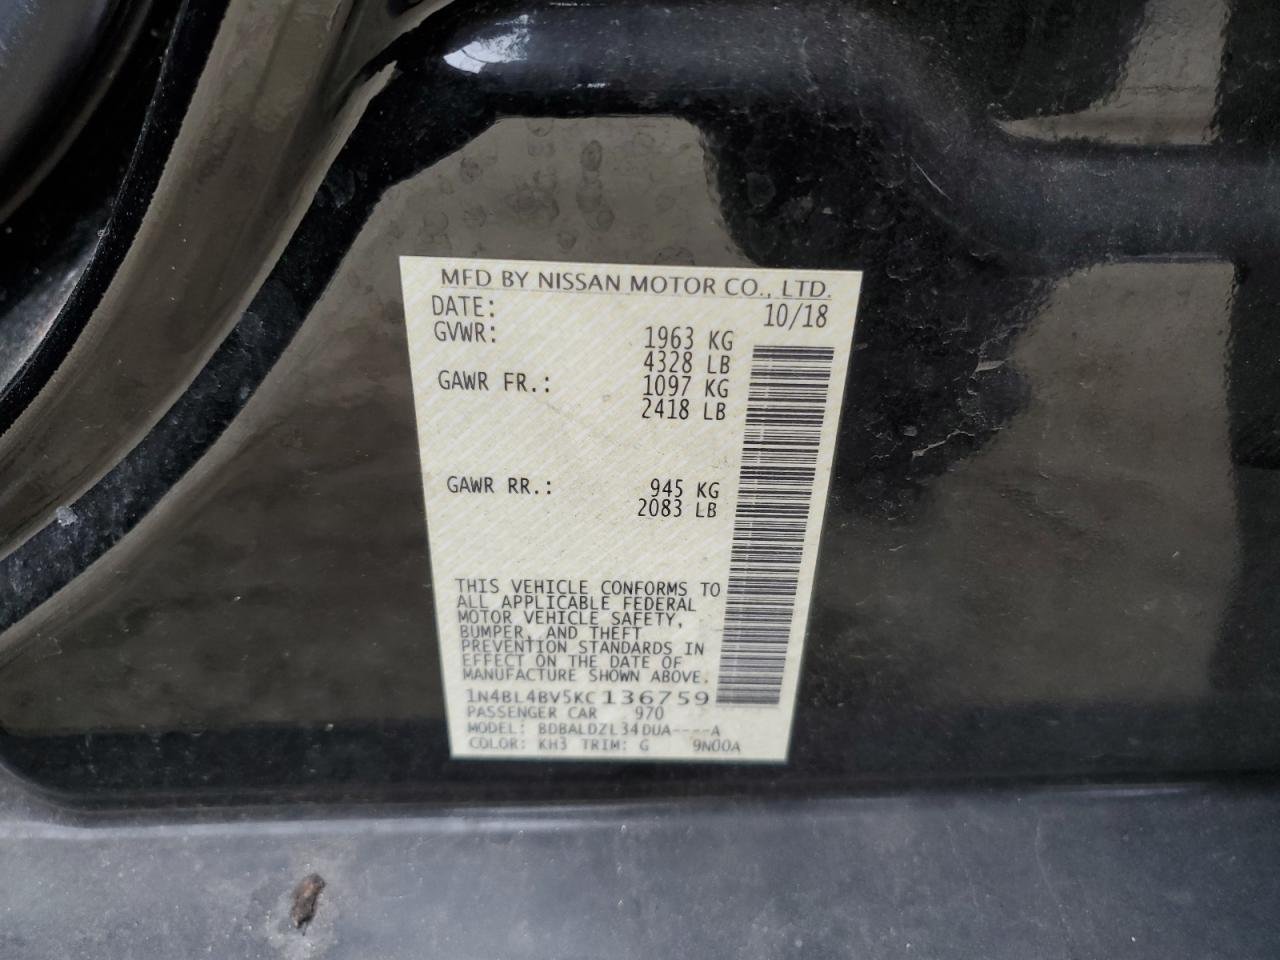 MFD BY NISSAN MOTOR CO., LTD.
DATE: 10/18
GVWR: 1963 KG
4328 LB
GAWR FR.: 1097 KG
2418 LB
GAWR RR.: 945 KG
2083 LB
THIS VEHICLE CONFORMS TO
ALL APPLICABLE FEDERAL
MOTOR VEHICLE SAFETY,
BUMPER, AND THEFT
PREVENTION STANDARDS IN
EFFECT ON THE DATE OF
MANUFACTURE SHOWN ABOVE.
1N4BL4BV5KC136759
PASSENGER CAR 970
MODEL: BDBALDZL34DUA----A
COLOR: KH3 TRIM: G 9N00A